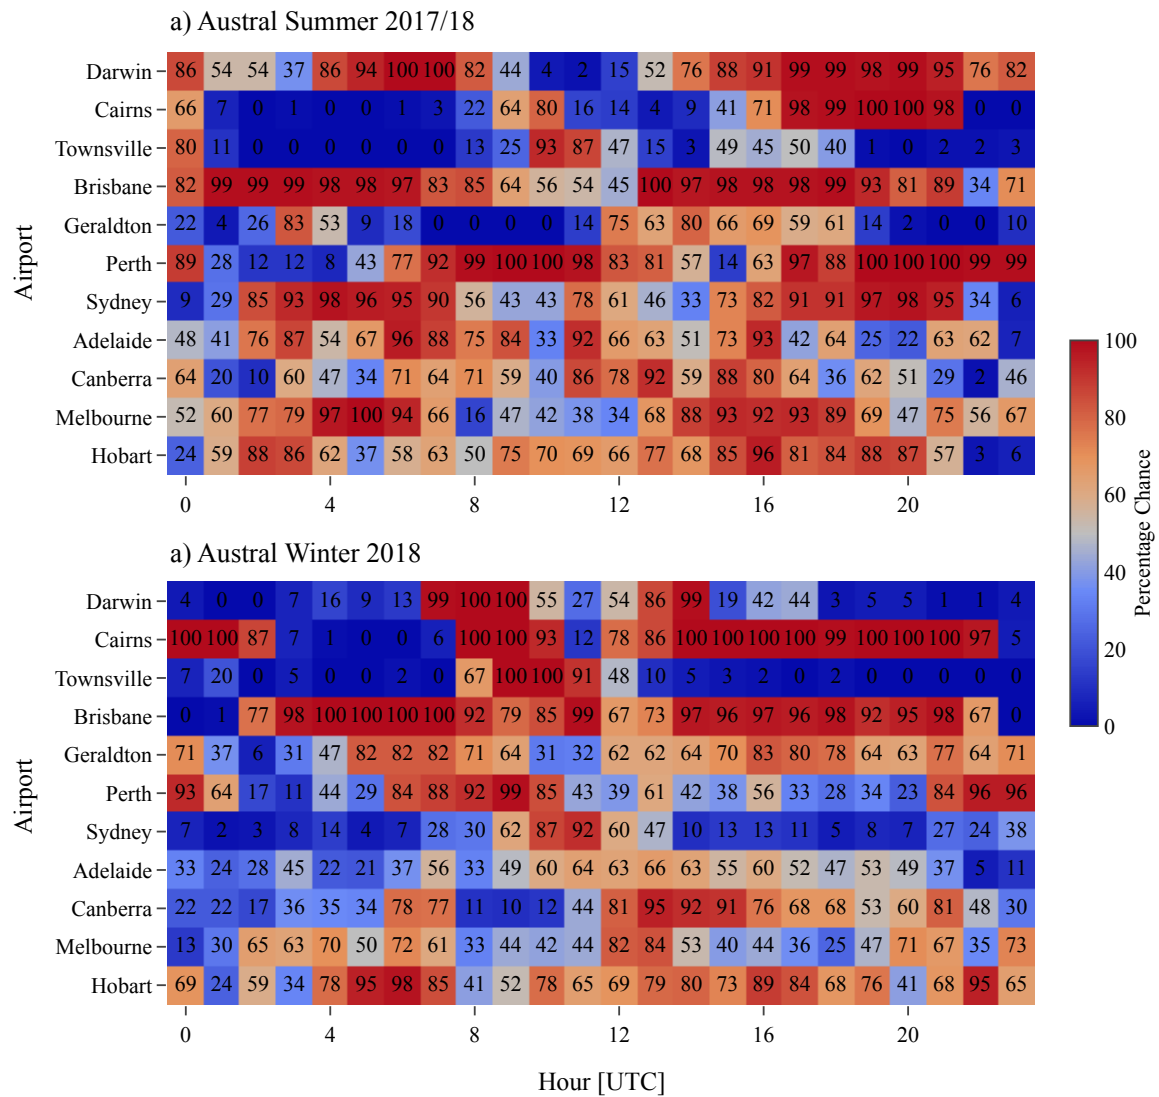 a) Austral Summer 2017/18
Darwin 86 54 54 37 86 94 100 100 82 44 4 2 15 52 76 88 91 99 99 98 99 95 76 82
Cairns 66 7 0 1 0 0 1 3 22 64 80 16 14 4 9 41 71 98 99 100 100 98 0 0
Townsville 80 11 0 0 0 0 0 0 13 25 93 87 47 15 3 49 45 50 40 1 0 2 2 3
Brisbane 82 99 99 99 98 98 97 83 85 64 56 54 45 100 97 98 98 98 99 93 81 89 34 71
Geraldton 22 4 26 83 53 9 18 0 0 0 0 14 75 63 80 66 69 59 61 14 2 0 0 10
Perth 89 28 12 12 8 43 77 92 99 100 100 98 83 81 57 14 63 97 88 100 100 100 99 99
Sydney 9 29 85 93 98 96 95 90 56 43 43 78 61 46 33 73 82 91 91 97 98 95 34 6
Adelaide 48 41 76 87 54 67 96 88 75 84 33 92 66 63 51 73 93 42 64 25 22 63 62 7
Canberra 64 20 10 60 47 34 71 64 71 59 40 86 78 92 59 88 80 64 36 62 51 29 2 46
Melbourne 52 60 77 79 97 100 94 66 16 47 42 38 34 68 88 93 92 93 89 69 47 75 56 67
Hobart 24 59 88 86 62 37 58 63 50 75 70 69 66 77 68 85 96 81 84 88 87 57 3 6
0 4 8 12 16 20
Airport
a) Austral Winter 2018
Darwin 4 0 0 7 16 9 13 99 100 100 55 27 54 86 99 19 42 44 3 5 5 1 1 4
Cairns 100 100 87 7 1 0 0 6 100 100 93 12 78 86 100 100 100 100 99 100 100 100 97 5
Townsville 7 20 0 5 0 0 2 0 67 100 100 91 48 10 5 3 2 0 2 0 0 0 0 0
Brisbane 0 1 77 98 100 100 100 100 92 79 85 99 67 73 97 96 97 96 98 92 95 98 67 0
Geraldton 71 37 6 31 47 82 82 82 71 64 31 32 62 62 64 70 83 80 78 64 63 77 64 71
Perth 93 64 17 11 44 29 84 88 92 99 85 43 39 61 42 38 56 33 28 34 23 84 96 96
Sydney 7 2 3 8 14 4 7 28 30 62 87 92 60 47 10 13 13 11 5 8 7 27 24 38
Adelaide 33 24 28 45 22 21 37 56 33 49 60 64 63 66 63 55 60 52 47 53 49 37 5 11
Canberra 22 22 17 36 35 34 78 77 11 10 12 44 81 95 92 91 76 68 68 53 60 81 48 30
Melbourne 13 30 65 63 70 50 72 61 33 44 42 44 82 84 53 40 44 36 25 47 71 67 35 73
Hobart 69 24 59 34 78 95 98 85 41 52 78 65 69 79 80 73 89 84 68 76 41 68 95 65
0 4 8 12 16 20
Airport
Hour [UTC]
100
80
60
40
20
0
Percentage Chance